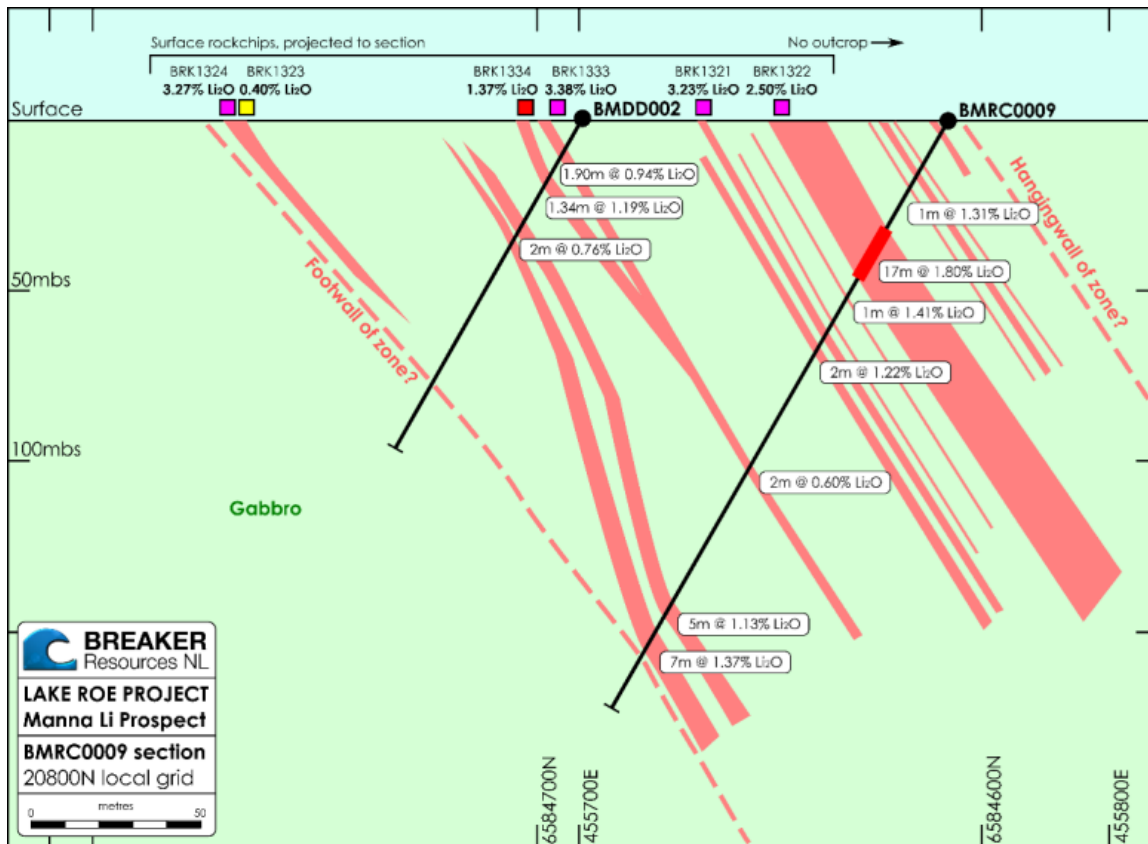 Surface rockchips, projected to section
No outcrop
BRK1324
3.27% Li₂O
BRK1323
0.40% Li₂O
BRK1334
1.37% Li₂O
BRK1333
3.38% Li₂O
BRK1321
3.23% Li₂O
BRK1322
2.50% Li₂O
Surface
BMDD002
BMRC0009
1.90m @ 0.94% Li₂O
1.34m @ 1.19% Li₂O
2m @ 0.76% Li₂O
1m @ 1.31% Li₂O
17m @ 1.80% Li₂O
1m @ 1.41% Li₂O
2m @ 1.22% Li₂O
2m @ 0.60% Li₂O
5m @ 1.13% Li₂O
7m @ 1.37% Li₂O
Footwall of zone?
Hangingwall of zone?
50mbs
100mbs
Gabbro
BREAKER
Resources NL
LAKE ROE PROJECT
Manna Li Prospect
BMRC0009 section
20800N local grid
metres
0 50
6584700N
455700E
6584600N
455800E